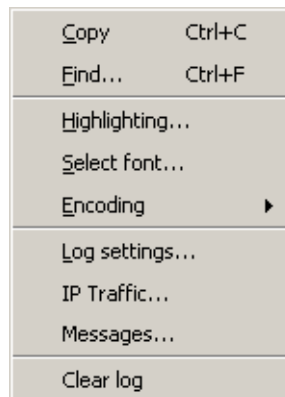 Copy Ctrl+C
Find... Ctrl+F
Highlighting...
Select font...
Encoding
Log settings...
IP Traffic...
Messages...
Clear log